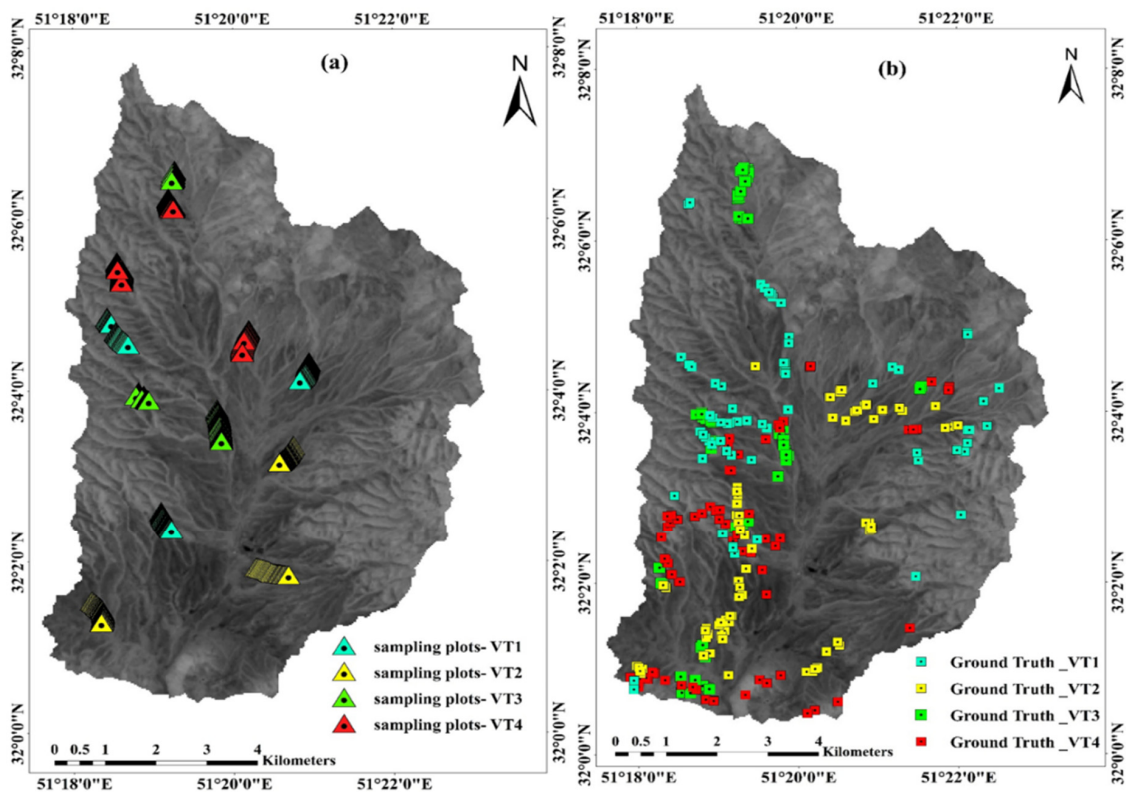 51°18'0"E 51°20'0"E 51°22'0"E
51°18'0"E 51°20'0"E 51°22'0"E
(a)
N
(b)
N
32°8'0"N
32°6'0"N
32°4'0"N
32°2'0"N
32°0'0"N
32°8'0"N
32°6'0"N
32°4'0"N
32°2'0"N
32°0'0"N
32°8'0"N
32°6'0"N
32°4'0"N
32°2'0"N
32°0'0"N
sampling plots- VT1
sampling plots- VT2
sampling plots- VT3
sampling plots- VT4
0 0.5 1 2 3 4
Kilometers
Ground Truth _VT1
Ground Truth _VT2
Ground Truth _VT3
Ground Truth _VT4
0 0.5 1 2 3 4
Kilometers
51°18'0"E 51°20'0"E 51°22'0"E
51°18'0"E 51°20'0"E 51°22'0"E